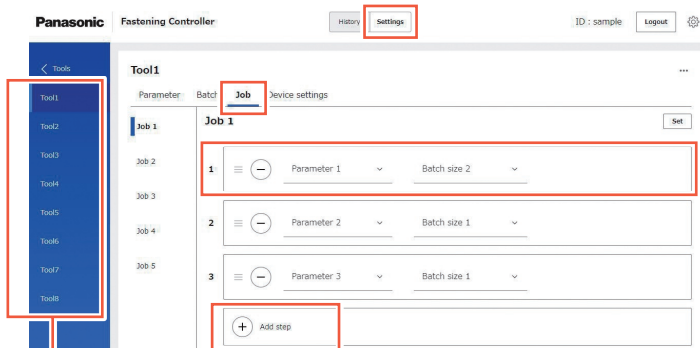 Panasonic Fastening Controller History Settings ID : sample Logout
Tools
Tool1
Tool2
Tool3
Tool4
Tool5
Tool6
Tool7
Tool8
Tool1
Parameter Batch Job Device settings
Job 1
Job 2
Job 3
Job 4
Job 5
Job 1 Set
1 Parameter 1 Batch size 2
2 Parameter 2 Batch size 1
3 Parameter 3 Batch size 1
Add step